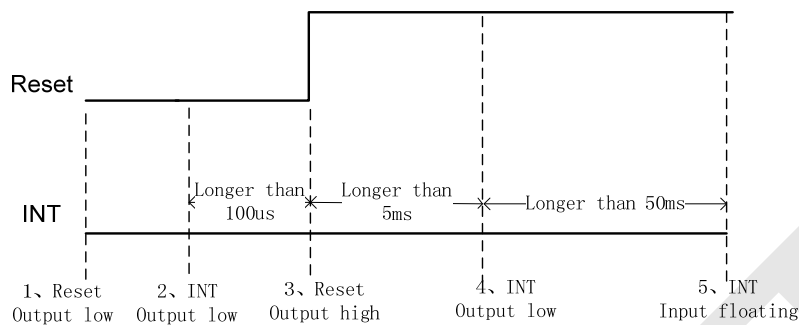 Reset
Longer than
100us
Longer than
5ms
Longer than 50ms
INT
1、Reset
Output low
2、INT
Output low
3、Reset
Output high
4、INT
Output low
5、INT
Input floating